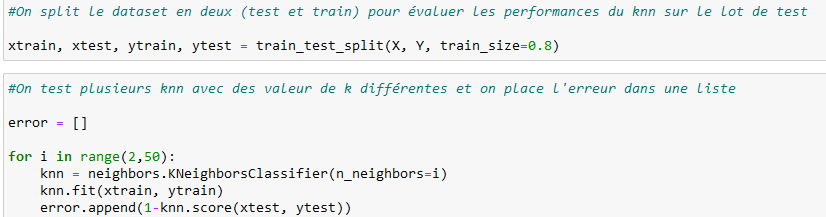 #On split le dataset en deux (test et train) pour évaluer les performances du knn sur le lot de test
xtrain, xtest, ytrain, ytest = train_test_split(X, Y, train_size=0.8)
#On test plusieurs knn avec des valeur de k différentes et on place l'erreur dans une liste
error = []
for i in range(2,50):
    knn = neighbors.KNeighborsClassifier(n_neighbors=i)
    knn.fit(xtrain, ytrain)
    error.append(1-knn.score(xtest, ytest))